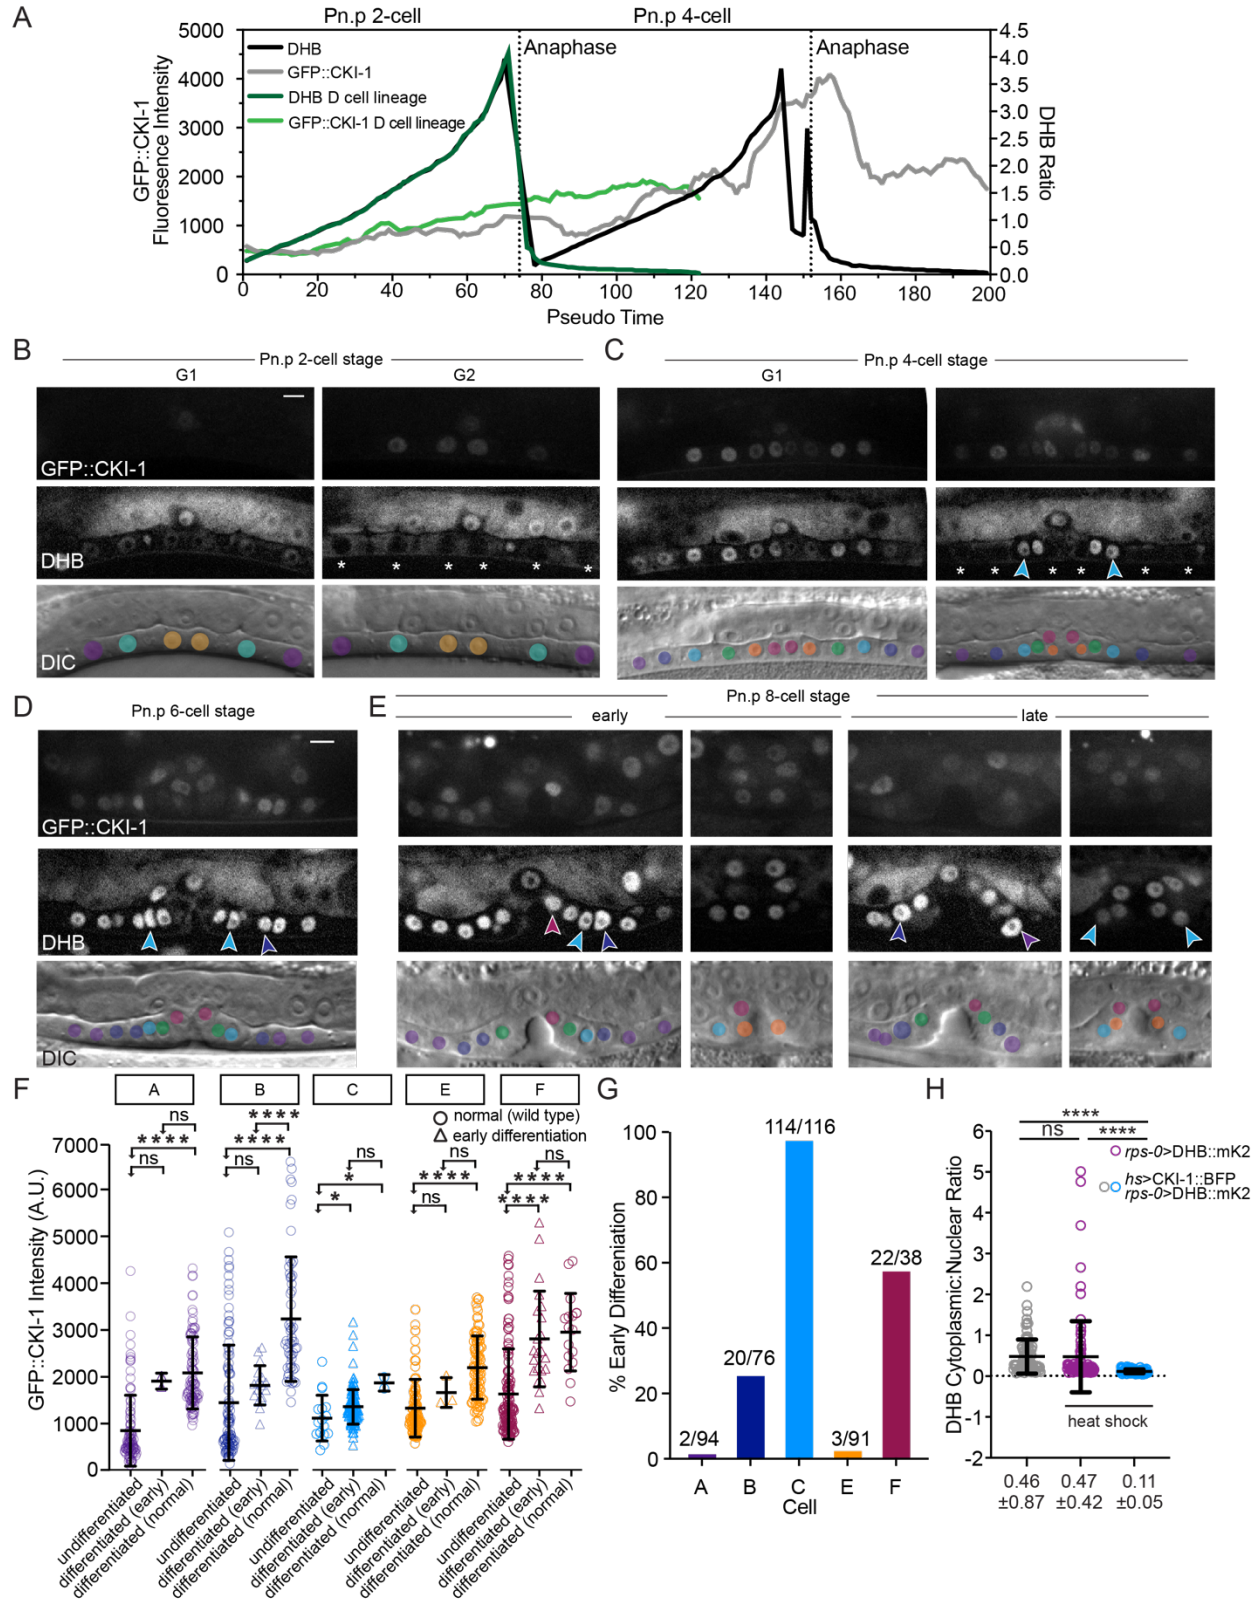 A
Pn.p 2-cell
Pn.p 4-cell
5000
4000
3000
2000
1000
0
GFP::CKI-1
Fluoresence Intensity
4.5
4.0
3.5
3.0
2.5
2.0
1.5
1.0
0.5
0.0
DHB Ratio
DHB
GFP::CKI-1
DHB D cell lineage
GFP::CKI-1 D cell lineage
Anaphase
Anaphase
0 20 40 60 80 100 120 140 160 180 200
Pseudo Time
B
Pn.p 2-cell stage
G1
G2
GFP::CKI-1
DHB
* * * * * *
DIC
C
Pn.p 4-cell stage
G1
* * * * * *
D
Pn.p 6-cell stage
GFP::CKI-1
DHB
DIC
E
Pn.p 8-cell stage
early
late
F
A B C E F
normal (wild type)
early differentiation
ns
****
ns
****
****
ns
ns
*
*
ns
****
ns
ns
****
****
7000
6000
5000
4000
3000
2000
1000
0
GFP::CKI-1 Intensity (A.U.)
undifferentiated
differentiated (early)
differentiated (normal)
undifferentiated
differentiated (early)
differentiated (normal)
undifferentiated
differentiated (early)
differentiated (normal)
undifferentiated
differentiated (early)
differentiated (normal)
undifferentiated
differentiated (early)
differentiated (normal)
G
100
80
60
40
20
0
% Early Differeniation
2/94
20/76
114/116
3/91
22/38
A B C E F
Cell
H
****
ns
****
rps-0>DHB::mK2
hs>CKI-1::BFP
rps-0>DHB::mK2
6
5
4
3
2
1
0
-1
-2
DHB Cytoplasmic:Nuclear Ratio
heat shock
0.46 0.47 0.11
±0.87 ±0.42 ±0.05